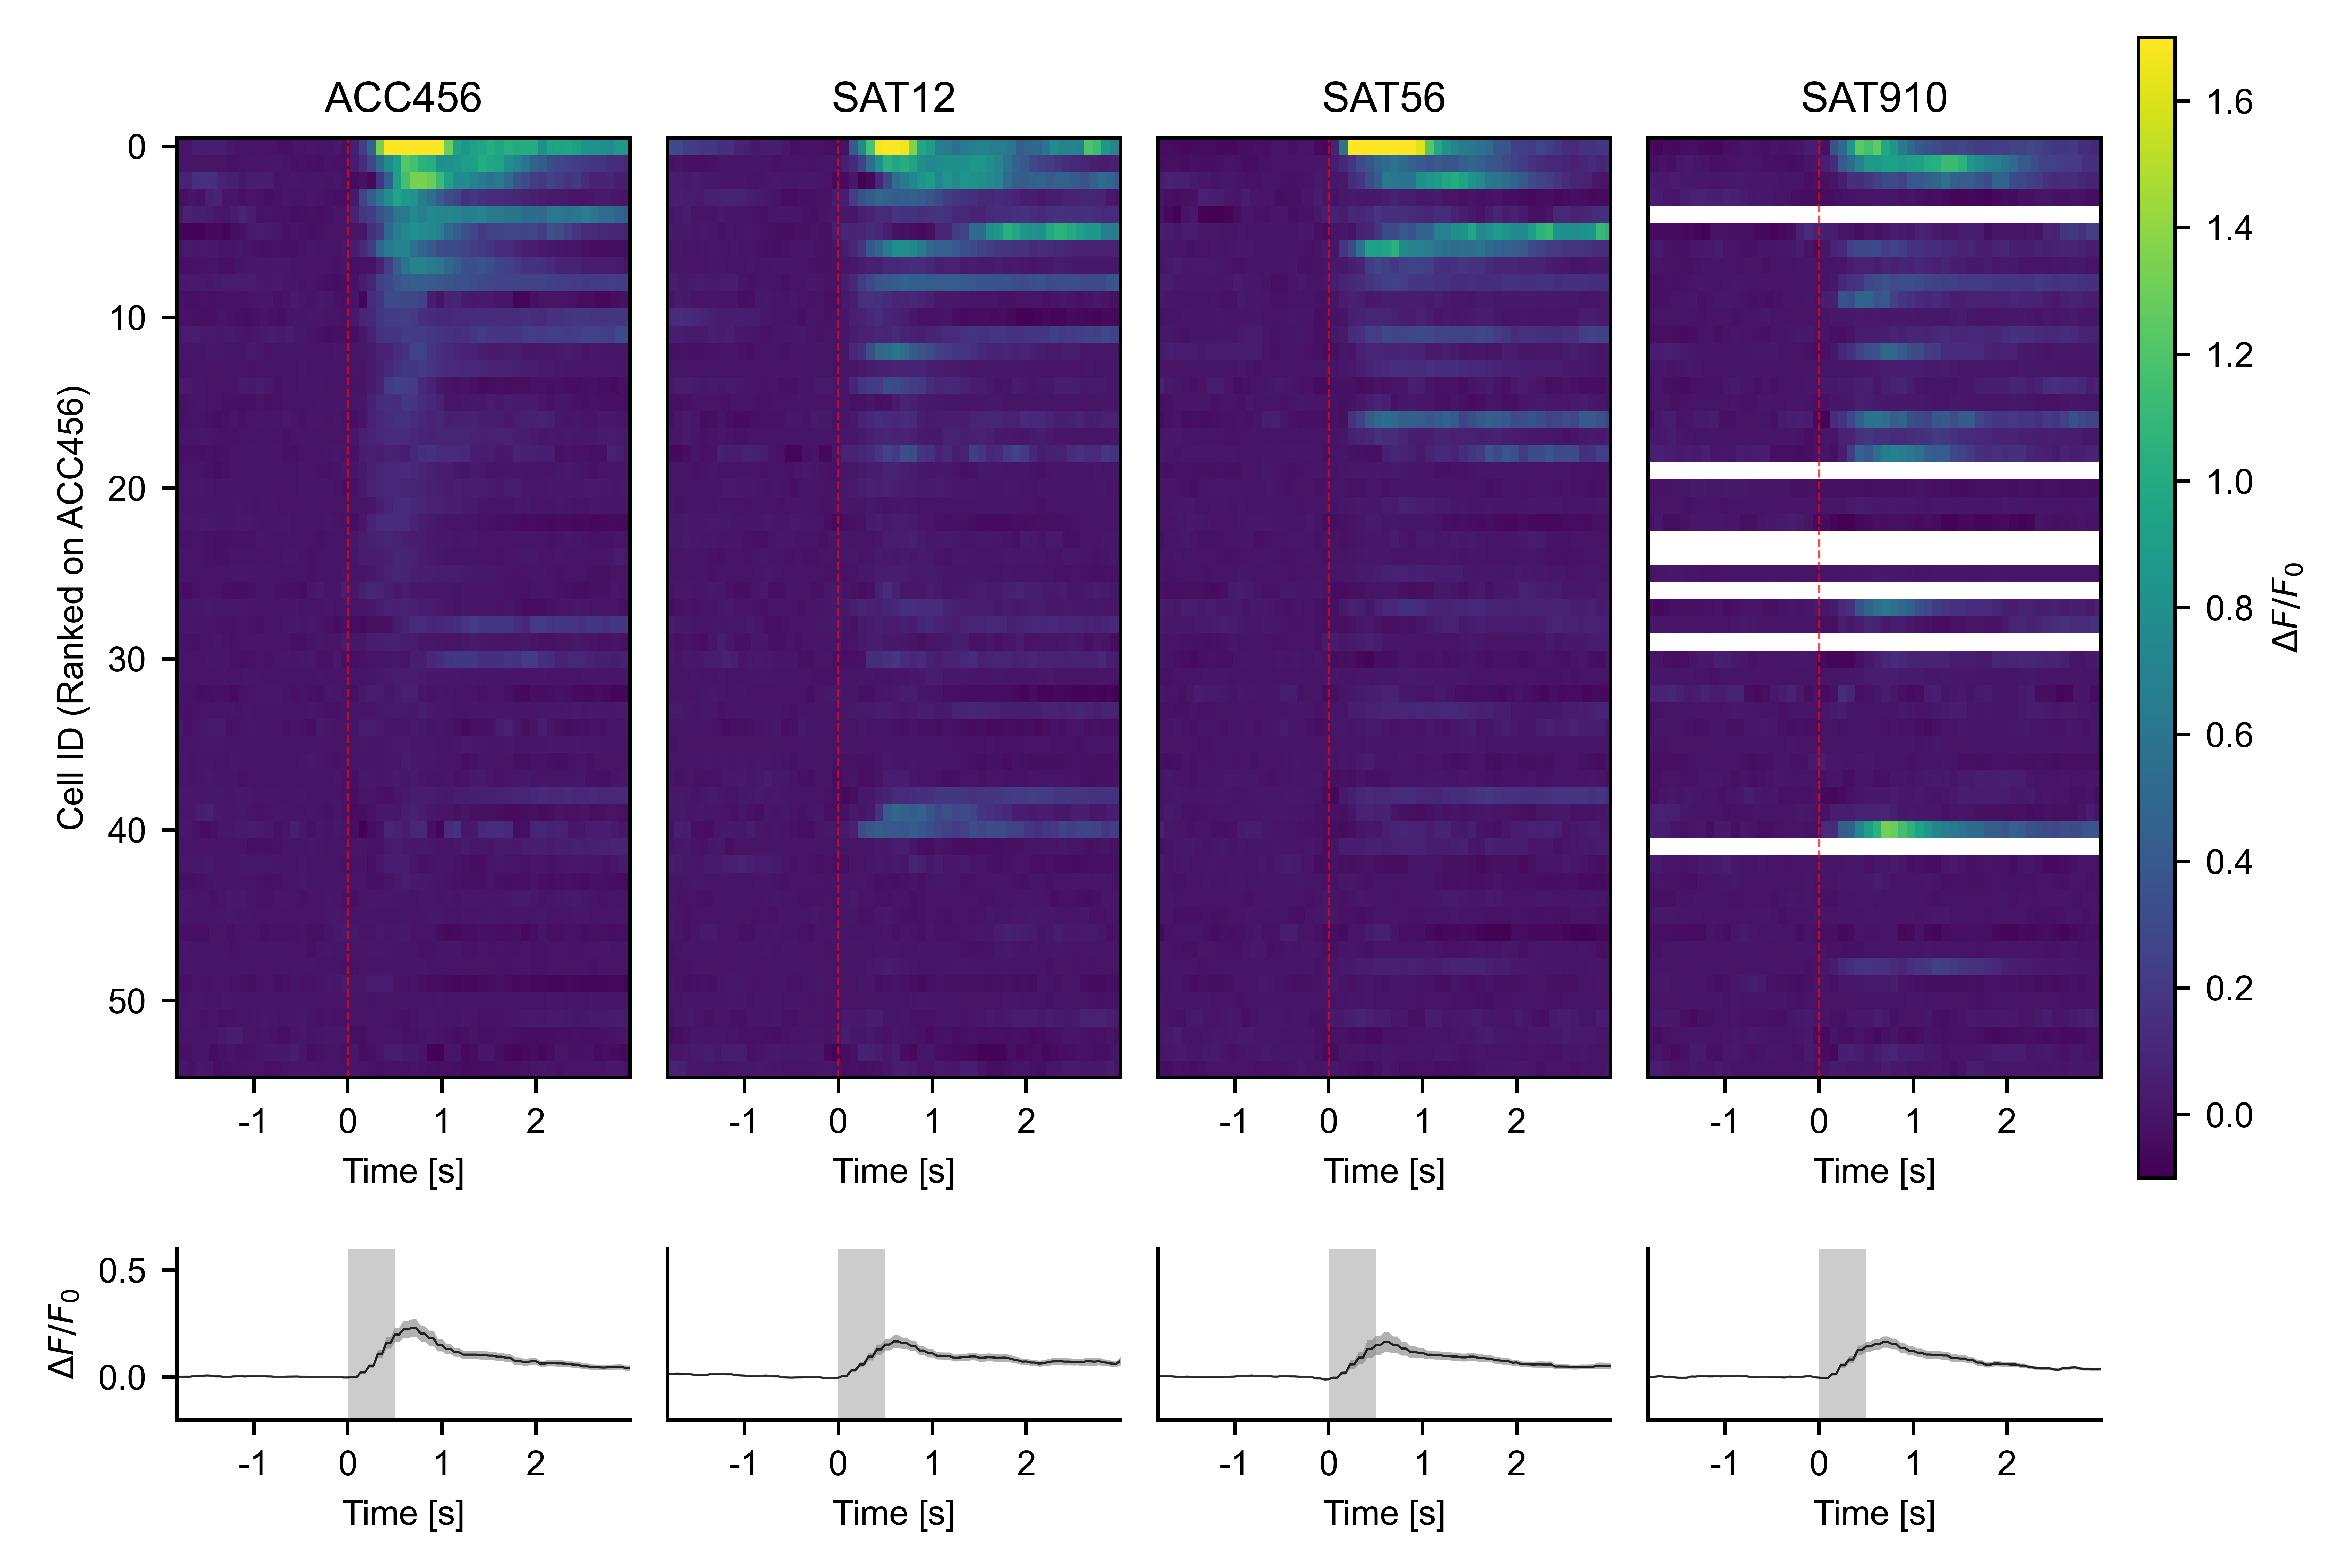 ACC456 SAT12 SAT56 SAT910
Cell ID (Ranked on ACC456)
0
10
20
30
40
50
-1 0 1 2 -1 0 1 2 -1 0 1 2 -1 0 1 2
Time [s] Time [s] Time [s] Time [s]
1.6
1.4
1.2
1.0
0.8
0.6
0.4
0.2
0.0
ΔF/F₀
ΔF/F₀
0.5
0.0
-1 0 1 2 -1 0 1 2 -1 0 1 2 -1 0 1 2
Time [s] Time [s] Time [s] Time [s]